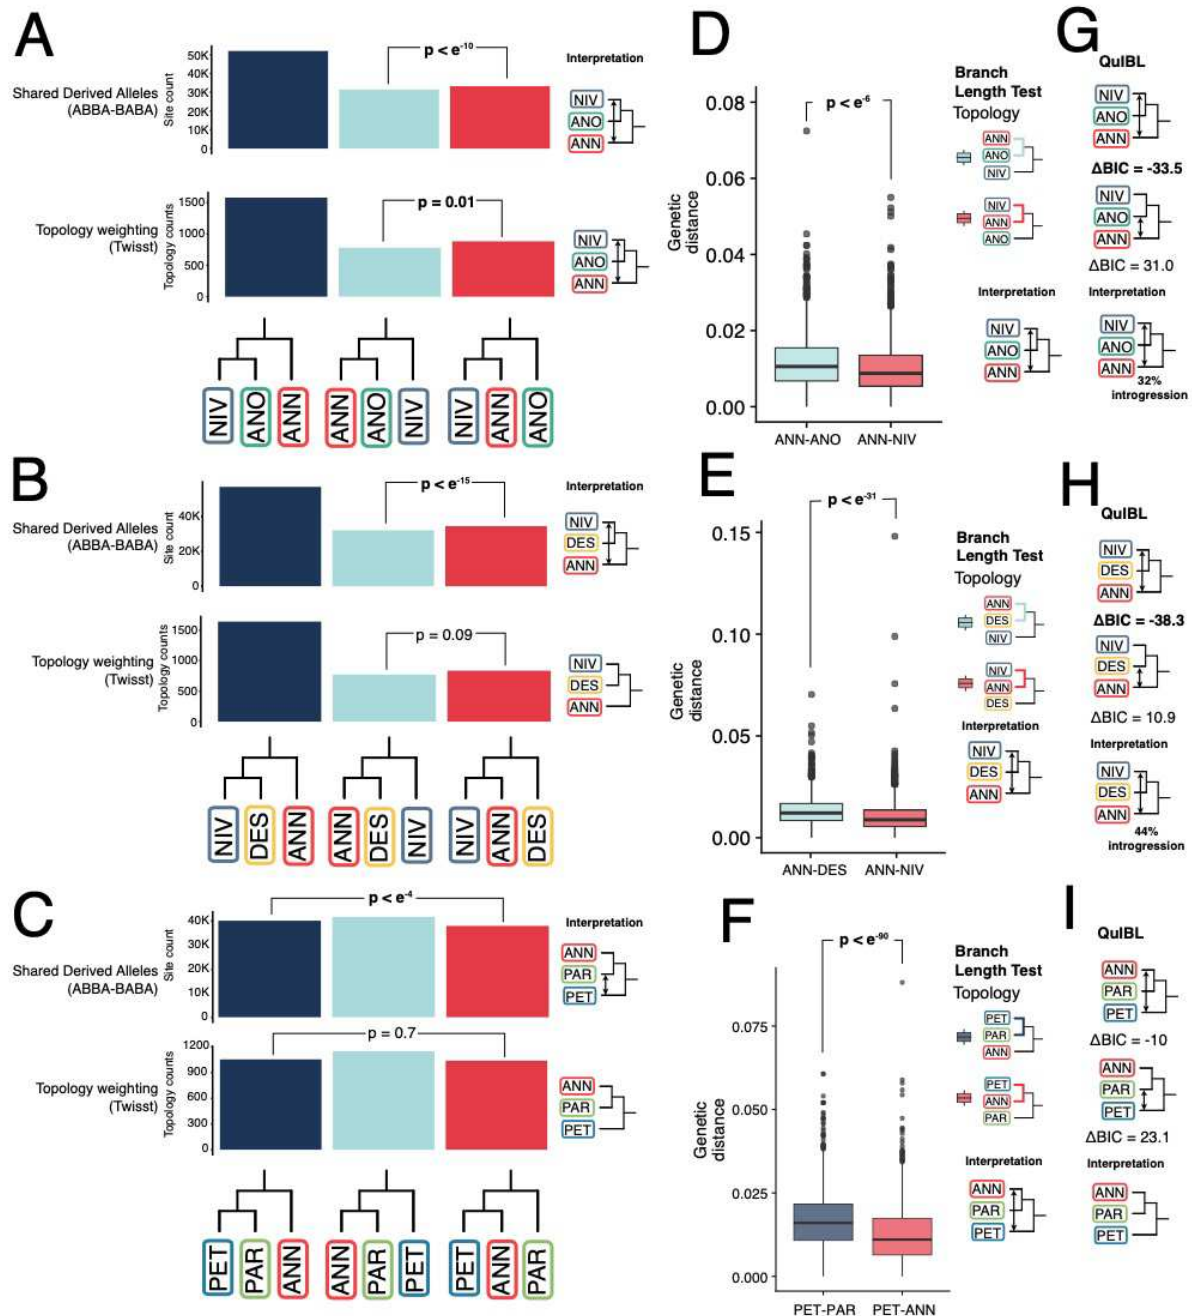 A
Shared Derived Alleles
(ABBA-BABA)
Site count
50K
40K
30K
20K
10K
0
p < e-10
Interpretation
NIV
ANO
ANN
Topology weighting
(Twisst)
Topology counts
1500
1000
500
0
p = 0.01
NIV
ANO
ANN
NIV
ANO
ANN
ANN
ANO
NIV
NIV
ANN
ANO
B
Shared Derived Alleles
(ABBA-BABA)
Site count
40K
20K
0
p < e-15
Interpretation
NIV
DES
ANN
Topology weighting
(Twisst)
Topology counts
1500
1000
500
0
p = 0.09
NIV
DES
ANN
NIV
DES
ANN
ANN
DES
NIV
NIV
ANN
DES
C
Shared Derived Alleles
(ABBA-BABA)
Site count
40K
30K
20K
10K
0
p < e-4
Interpretation
ANN
PAR
PET
Topology weighting
(Twisst)
Topology counts
1200
900
600
300
0
p = 0.7
ANN
PAR
PET
PET
PAR
ANN
ANN
PAR
PET
PET
ANN
PAR
D
Genetic
distance
0.08
0.06
0.04
0.02
0.00
p < e-6
ANN-ANO
ANN-NIV
Branch
Length Test
Topology
ANN
ANO
NIV
NIV
ANN
ANO
Interpretation
NIV
ANO
ANN
E
Genetic
distance
0.15
0.10
0.05
0.00
p < e-31
ANN-DES
ANN-NIV
Branch
Length Test
Topology
ANN
DES
NIV
NIV
ANN
DES
Interpretation
NIV
DES
ANN
F
Genetic
distance
0.075
0.050
0.025
0.000
p < e-90
PET-PAR
PET-ANN
Branch
Length Test
Topology
PET
PAR
ANN
PET
ANN
PAR
Interpretation
ANN
PAR
PET
G
QuIBL
NIV
ANO
ANN
ΔBIC = -33.5
NIV
ANO
ANN
ΔBIC = 31.0
Interpretation
NIV
ANO
ANN
32%
introgression
H
QuIBL
NIV
DES
ANN
ΔBIC = -38.3
NIV
DES
ANN
ΔBIC = 10.9
Interpretation
NIV
DES
ANN
44%
introgression
I
QuIBL
ANN
PAR
PET
ΔBIC = -10
ANN
PAR
PET
ΔBIC = 23.1
Interpretation
ANN
PAR
PET